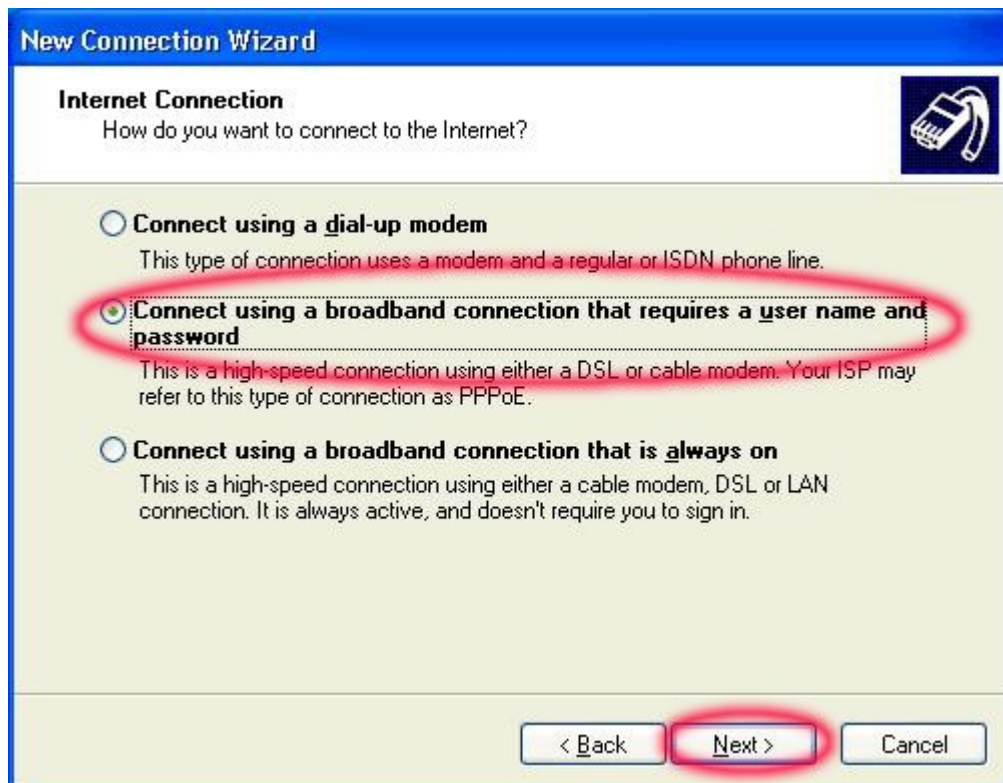 New Connection Wizard
Internet Connection
How do you want to connect to the Internet?
Connect using a dial-up modem
This type of connection uses a modem and a regular or ISDN phone line.
Connect using a broadband connection that requires a user name and
password
This is a high-speed connection using either a DSL or cable modem. Your ISP may
refer to this type of connection as PPPoE.
Connect using a broadband connection that is always on
This is a high-speed connection using either a cable modem, DSL or LAN
connection. It is always active, and doesn't require you to sign in.
< Back Next > Cancel